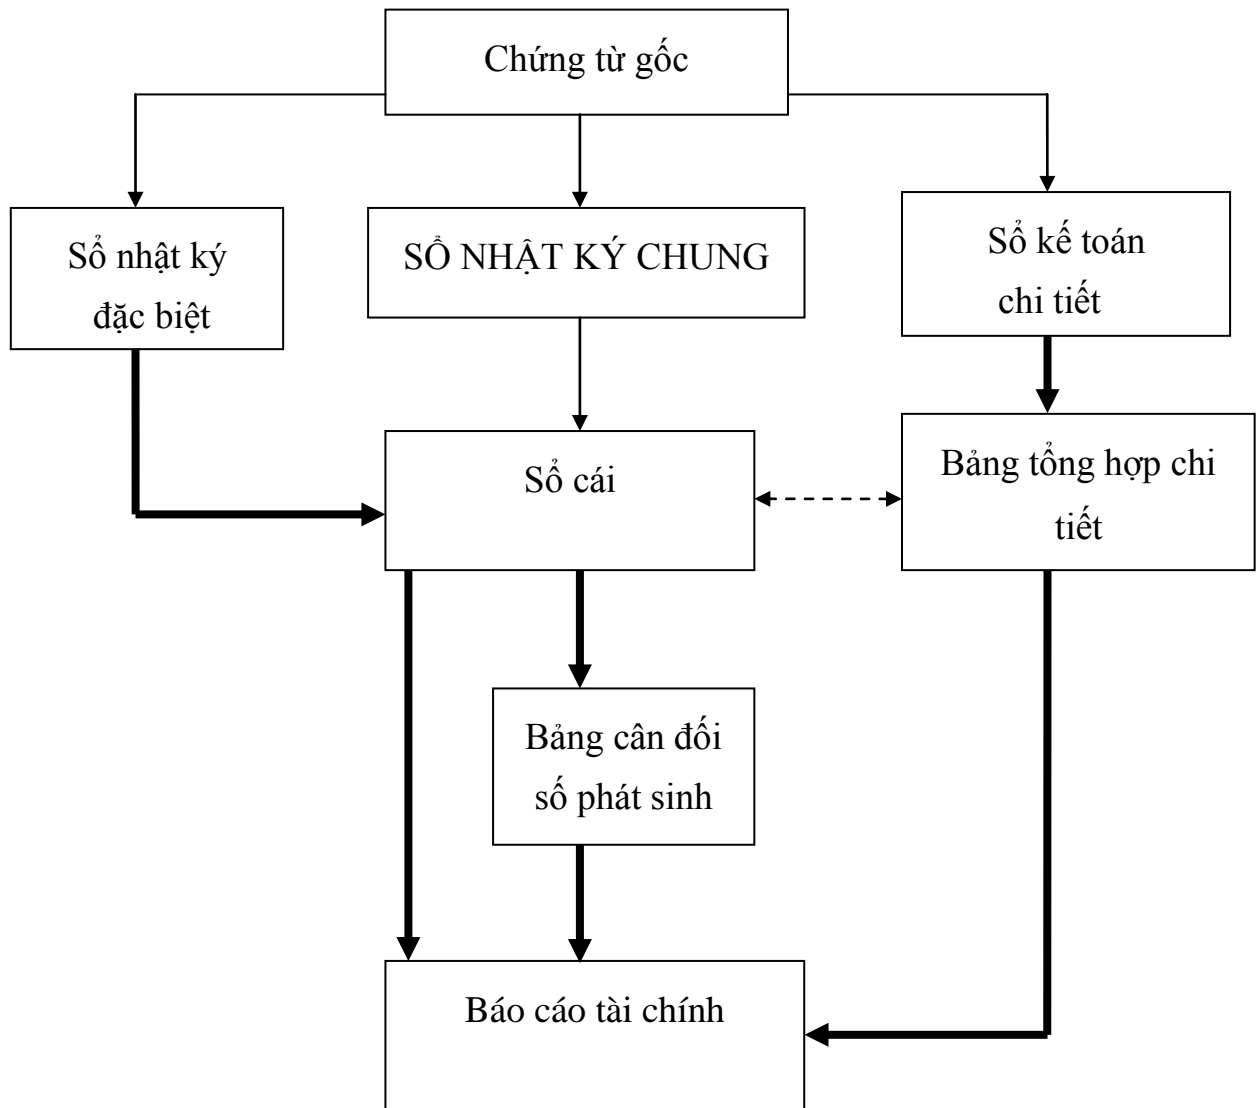 Chứng từ gốc
Sổ nhật ký
đặc biệt
SỔ NHẬT KÝ CHUNG
Sổ kế toán
chi tiết
Sổ cái
Bảng tổng hợp chi
tiết
Bảng cân đối
số phát sinh
Báo cáo tài chính